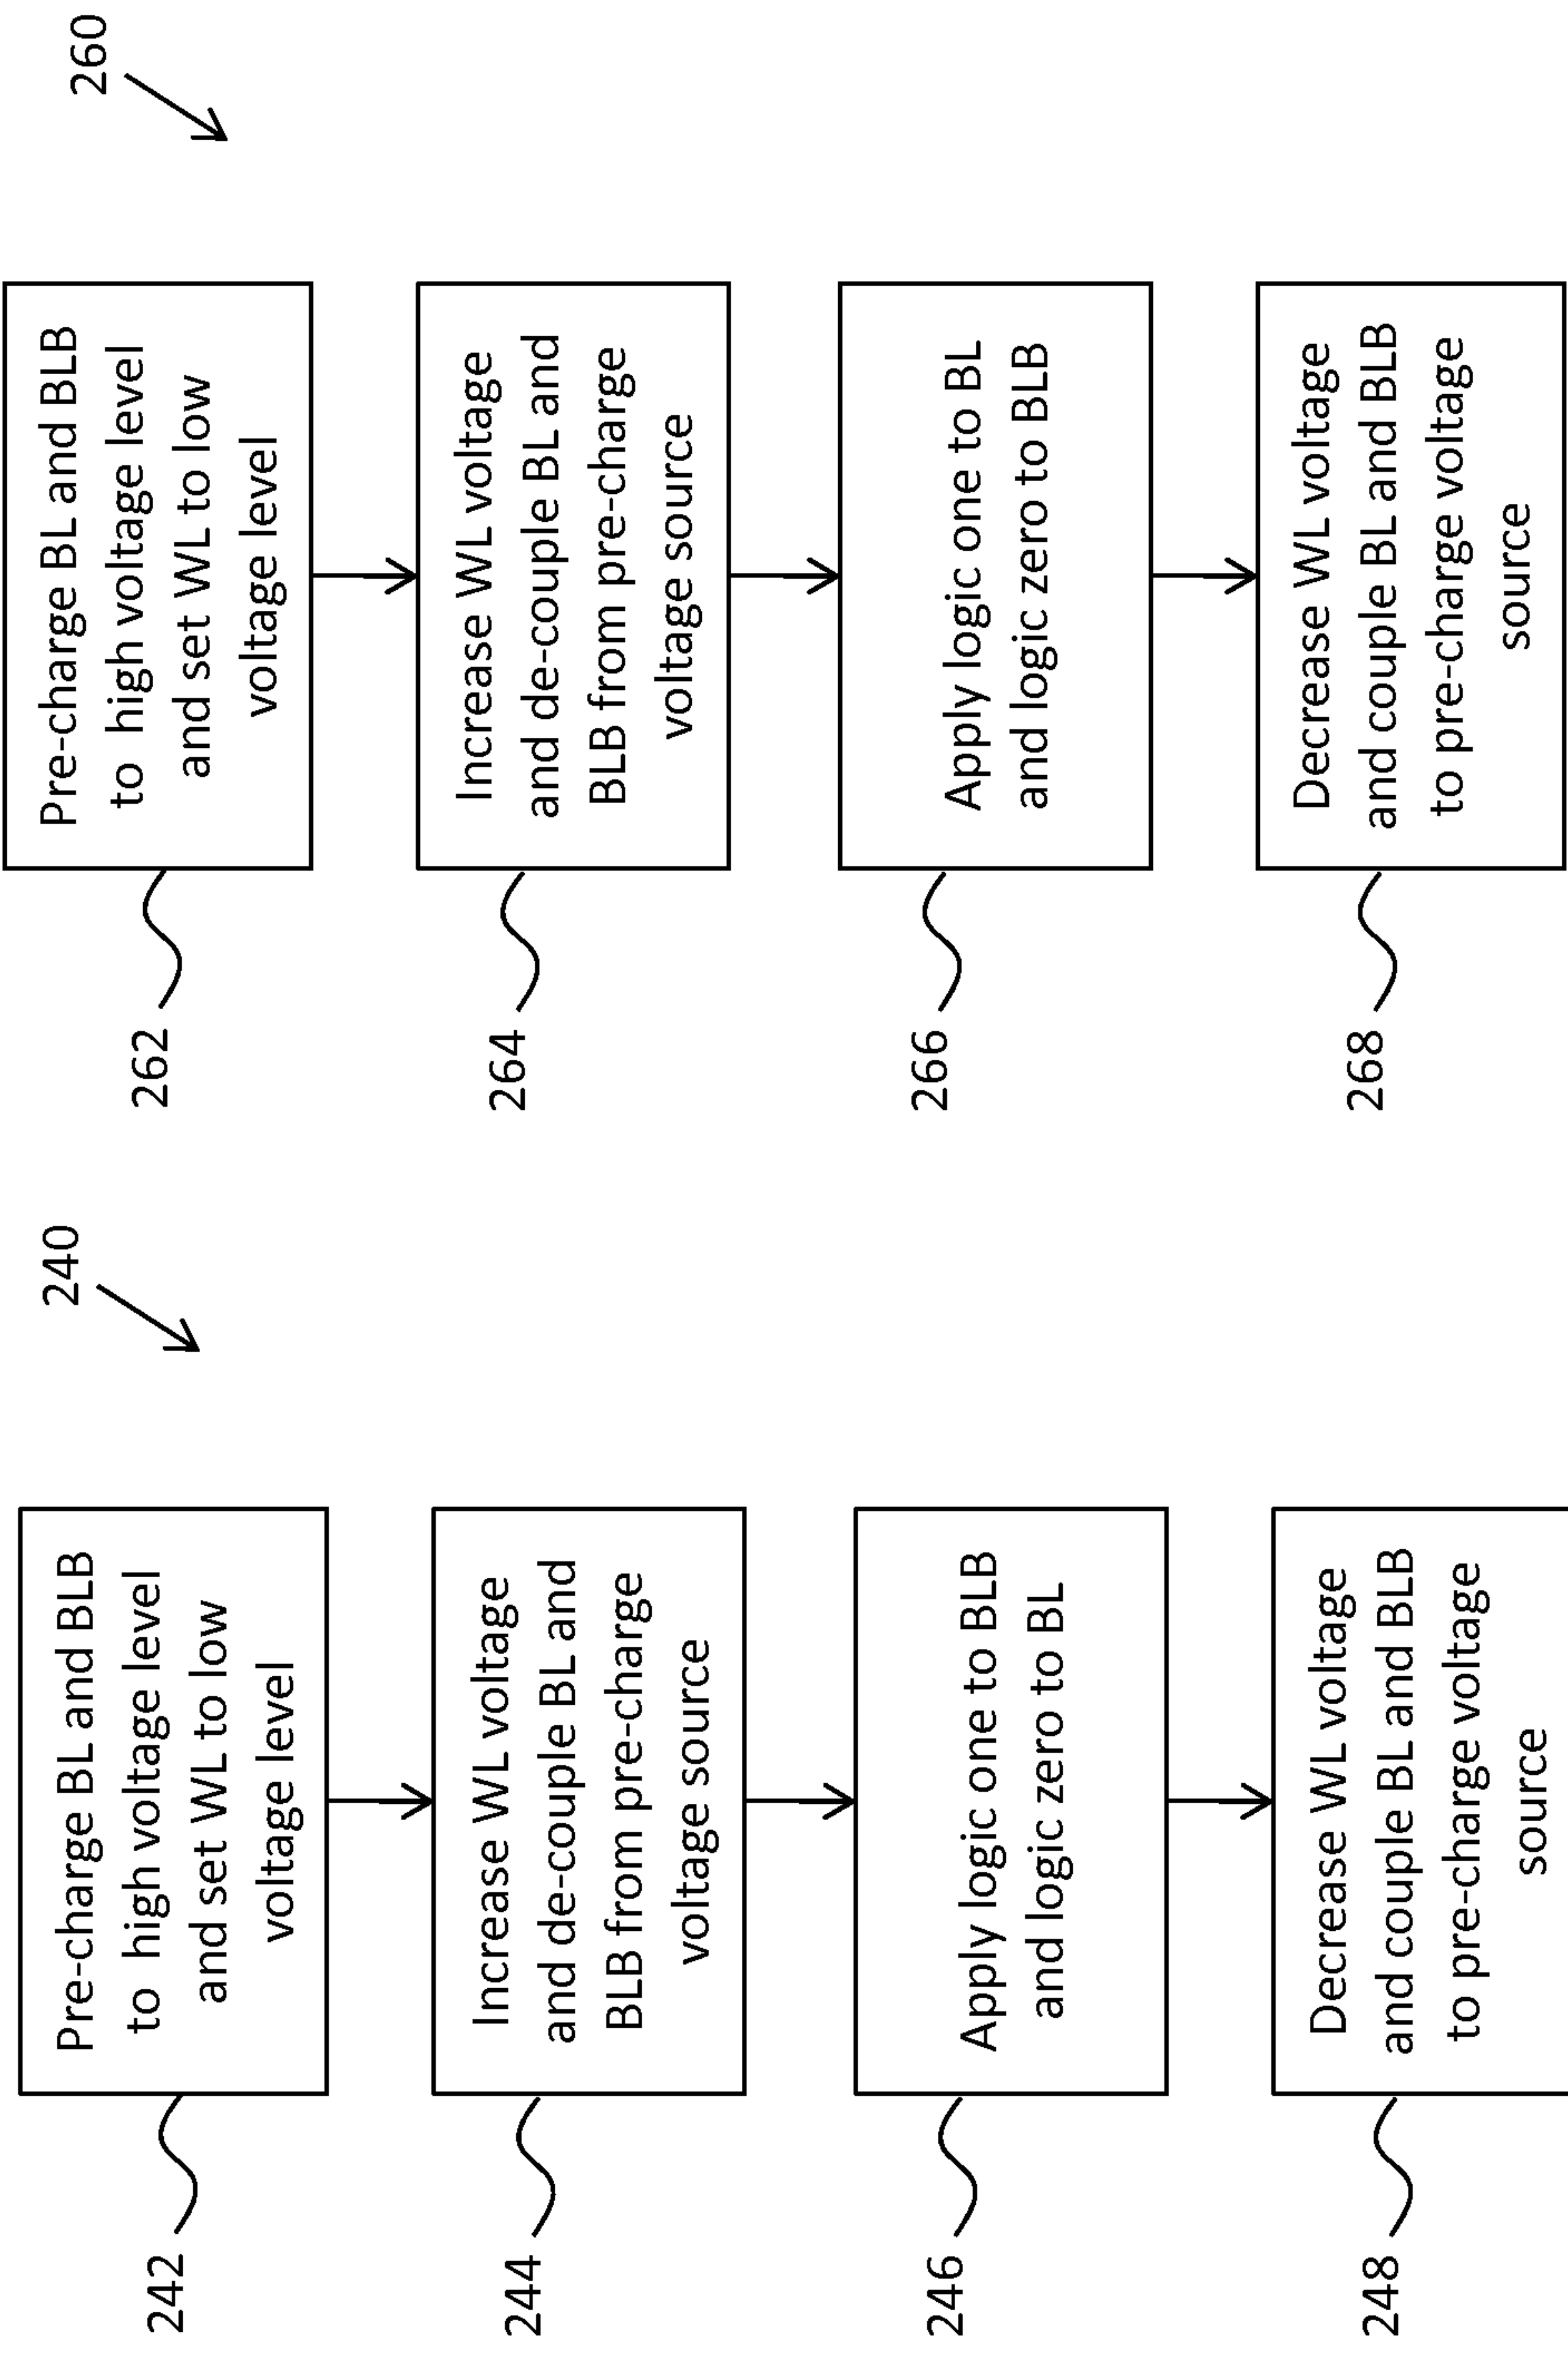 240
242
Pre-charge BL and BLB
to high voltage level
and set WL to low
voltage level
244
Increase WL voltage
and de-couple BL and
BLB from pre-charge
voltage source
246
Apply logic one to BLB
and logic zero to BL
248
Decrease WL voltage
and couple BL and BLB
to pre-charge voltage
source
260
262
Pre-charge BL and BLB
to high voltage level
and set WL to low
voltage level
264
Increase WL voltage
and de-couple BL and
BLB from pre-charge
voltage source
266
Apply logic one to BL
and logic zero to BLB
268
Decrease WL voltage
and couple BL and BLB
to pre-charge voltage
source